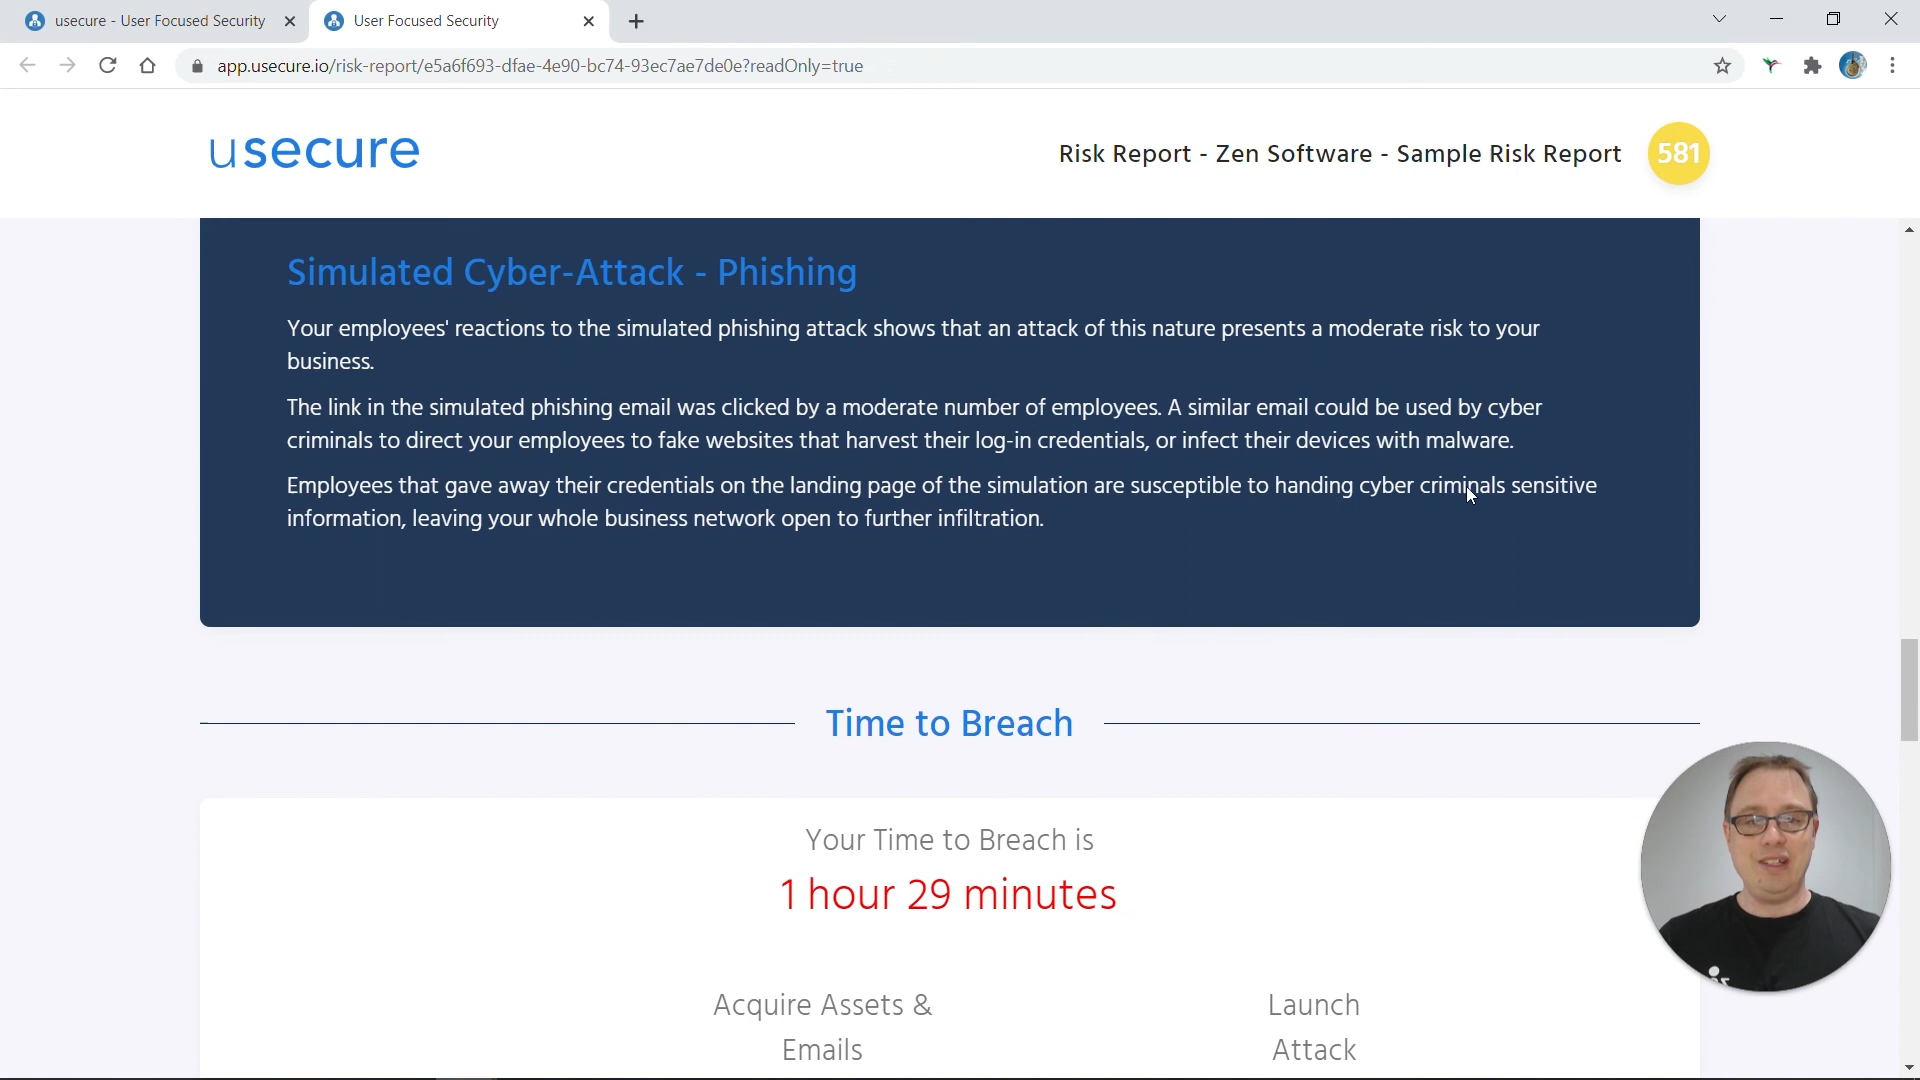 usecure - User Focused Security
User Focused Security
app.usecure.io/risk-report/e5a6f693-dfae-4e90-bc74-93ec7ae7de0e?readOnly=true
usecure
Risk Report - Zen Software - Sample Risk Report
581
Simulated Cyber-Attack - Phishing
Your employees' reactions to the simulated phishing attack shows that an attack of this nature presents a moderate risk to your
business.
The link in the simulated phishing email was clicked by a moderate number of employees. A similar email could be used by cyber
criminals to direct your employees to fake websites that harvest their log-in credentials, or infect their devices with malware.
Employees that gave away their credentials on the landing page of the simulation are susceptible to handing cyber criminals sensitive
information, leaving your whole business network open to further infiltration.
Time to Breach
Your Time to Breach is
1 hour 29 minutes
Acquire Assets &
Emails
Launch
Attack